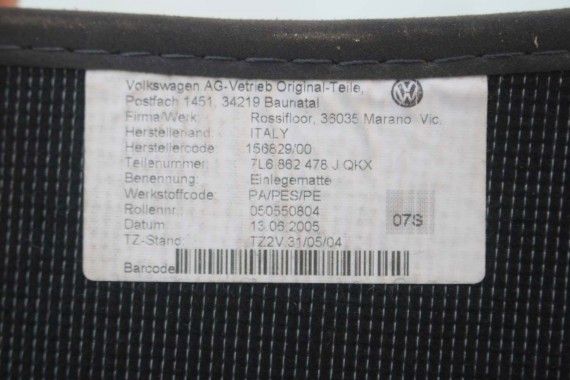 Volkswagen AG-Vetrieb Original-Teile,
Postfach 1451, 34219 Baunatal
Firma/Werk: Rossifloor, 36035 Marano Vic.
Herstellerland: ITALY
Herstellercode: 156829/00
Teilenummer: 7L6 862 478 J QKX
Benennung: Einlegematte
Werkstoffcode: PA/PES/PE
Rollennr.: 050550804
Datum: 13.06.2005
TZ-Stand: TZ2V,31/05/04
07S
Barcode